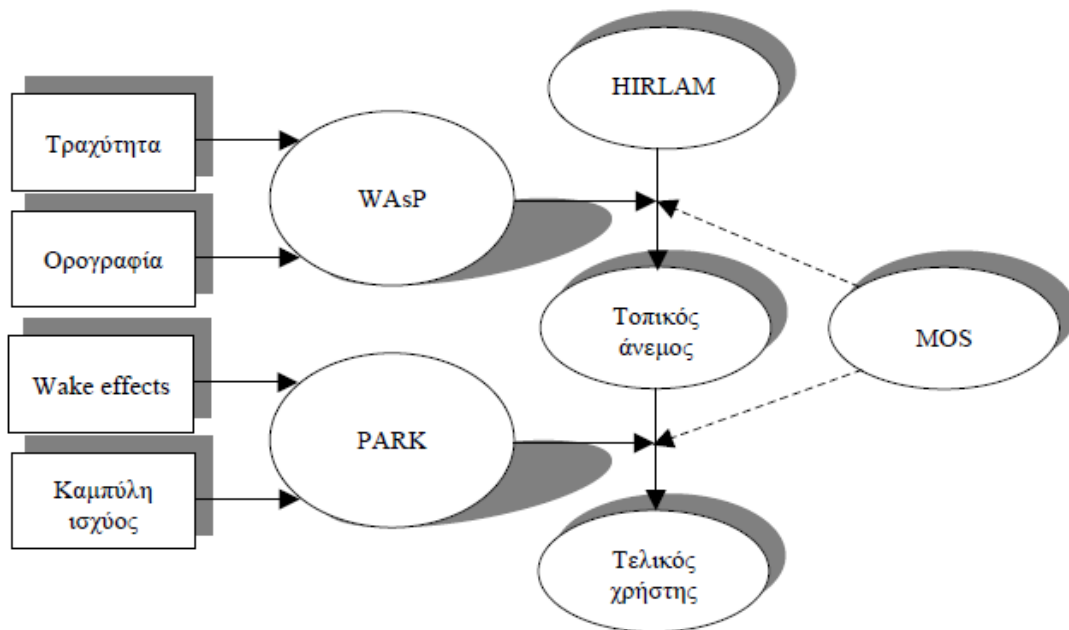 HIRLAM
Τραχύτητα
WAsP
Ορογραφία
Τοπικός
άνεμος
MOS
Wake effects
PARK
Καμπύλη
ισχύος
Τελικός
χρήστης